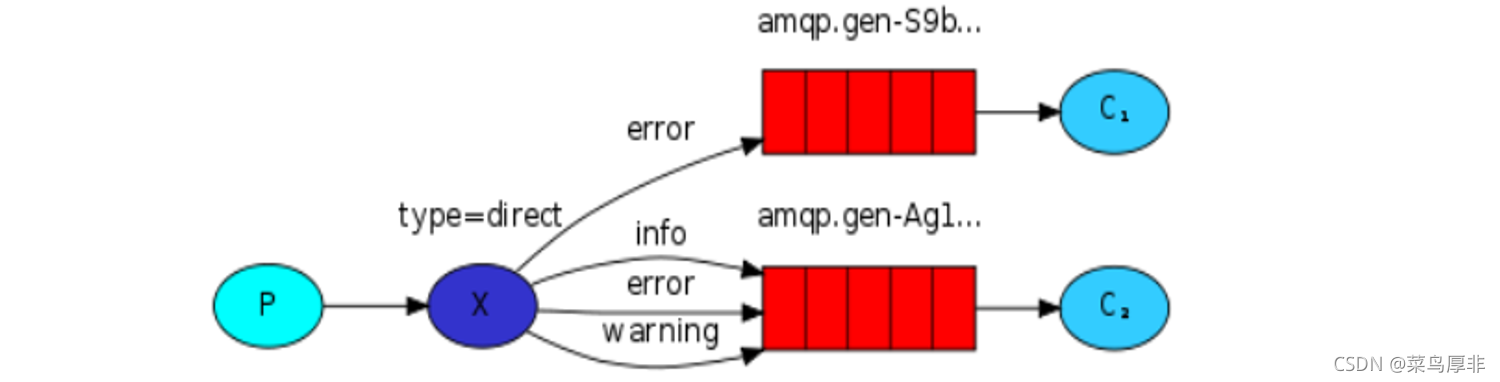 amqp.gen-S9b...
error
C₁
type=direct
info
amqp.gen-Ag1...
error
P
X
C₂
warning
CSDN @菜鸟厚非